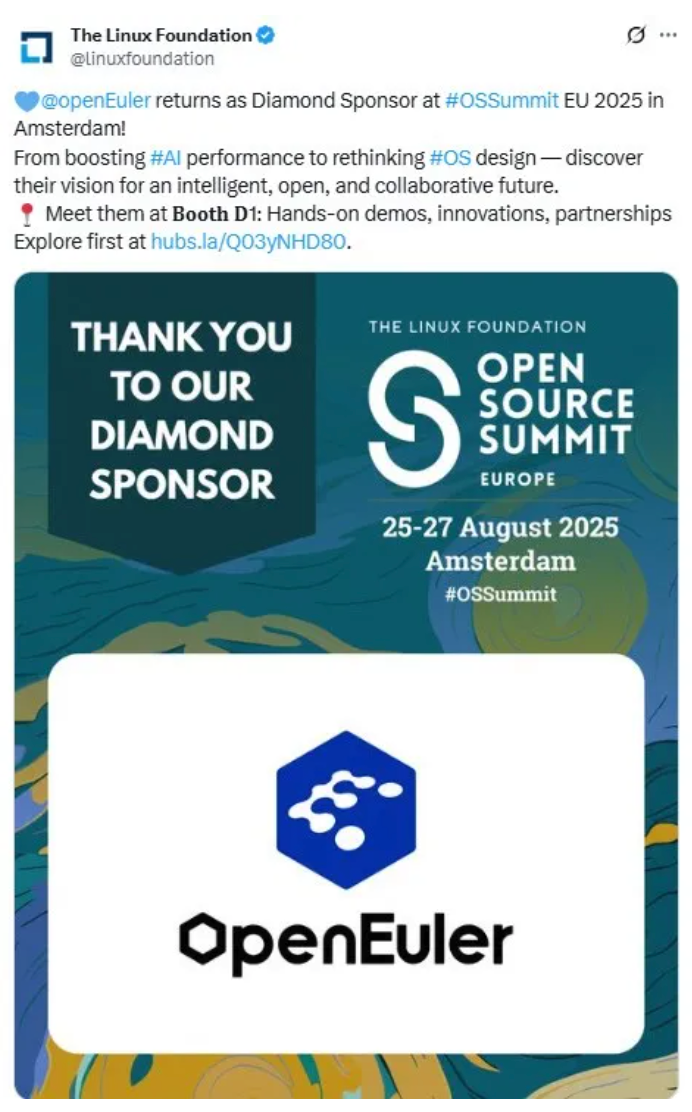 The Linux Foundation
@linuxfoundation
💙@openEuler returns as Diamond Sponsor at #OSSummit EU 2025 in
Amsterdam!
From boosting #AI performance to rethinking #OS design — discover
their vision for an intelligent, open, and collaborative future.
📍 Meet them at Booth D1: Hands-on demos, innovations, partnerships
Explore first at hubs.la/Q03yNHD80.
THANK YOU
TO OUR
DIAMOND
SPONSOR
THE LINUX FOUNDATION
OPEN
SOURCE
SUMMIT
EUROPE
25-27 August 2025
Amsterdam
#OSSummit
OpenEuler